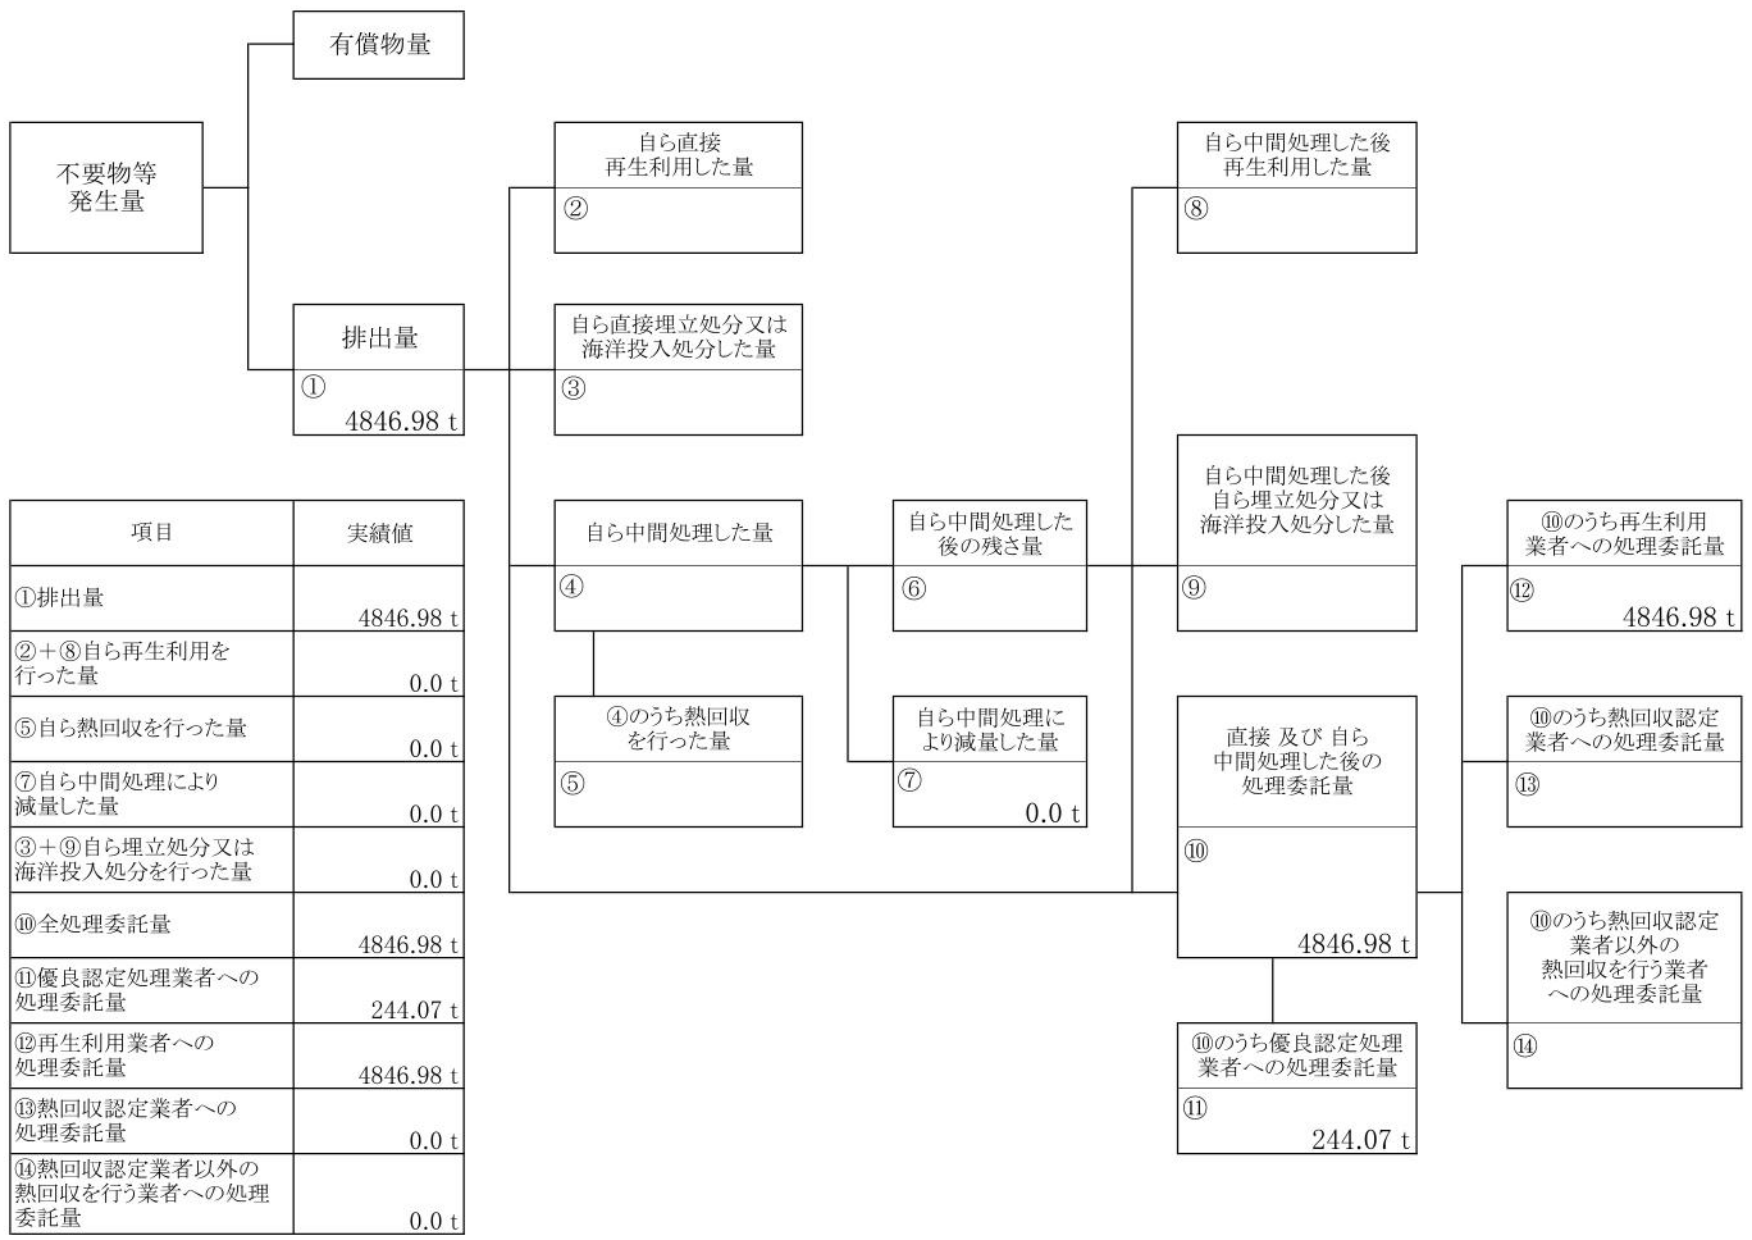 有償物量
不要物等
発生量
自ら直接
再生利用した量
②
自ら中間処理した後
再生利用した量
⑧
排出量
①
4846.98 t
自ら直接埋立処分又は
海洋投入処分した量
③
自ら中間処理した量
④
自ら中間処理した
後の残さ量
⑥
自ら中間処理した後
自ら埋立処分又は
海洋投入処分した量
⑨
⑩のうち再生利用
業者への処理委託量
⑫
4846.98 t
④のうち熱回収
を行った量
⑤
自ら中間処理に
より減量した量
⑦
0.0 t
直接 及び 自ら
中間処理した後の
処理委託量
⑩
4846.98 t
⑩のうち熱回収認定
業者への処理委託量
⑬
⑩のうち熱回収認定
業者以外の
熱回収を行う業者
への処理委託量
⑭
⑩のうち優良認定処理
業者への処理委託量
⑪
244.07 t
項目
実績値
①排出量
4846.98 t
②＋⑧自ら再生利用を
行った量
0.0 t
⑤自ら熱回収を行った量
0.0 t
⑦自ら中間処理により
減量した量
0.0 t
③＋⑨自ら埋立処分又は
海洋投入処分を行った量
0.0 t
⑩全処理委託量
4846.98 t
⑪優良認定処理業者への
処理委託量
244.07 t
⑫再生利用業者への
処理委託量
4846.98 t
⑬熱回収認定業者への
処理委託量
0.0 t
⑭熱回収認定業者以外の
熱回収を行う業者への処理
委託量
0.0 t